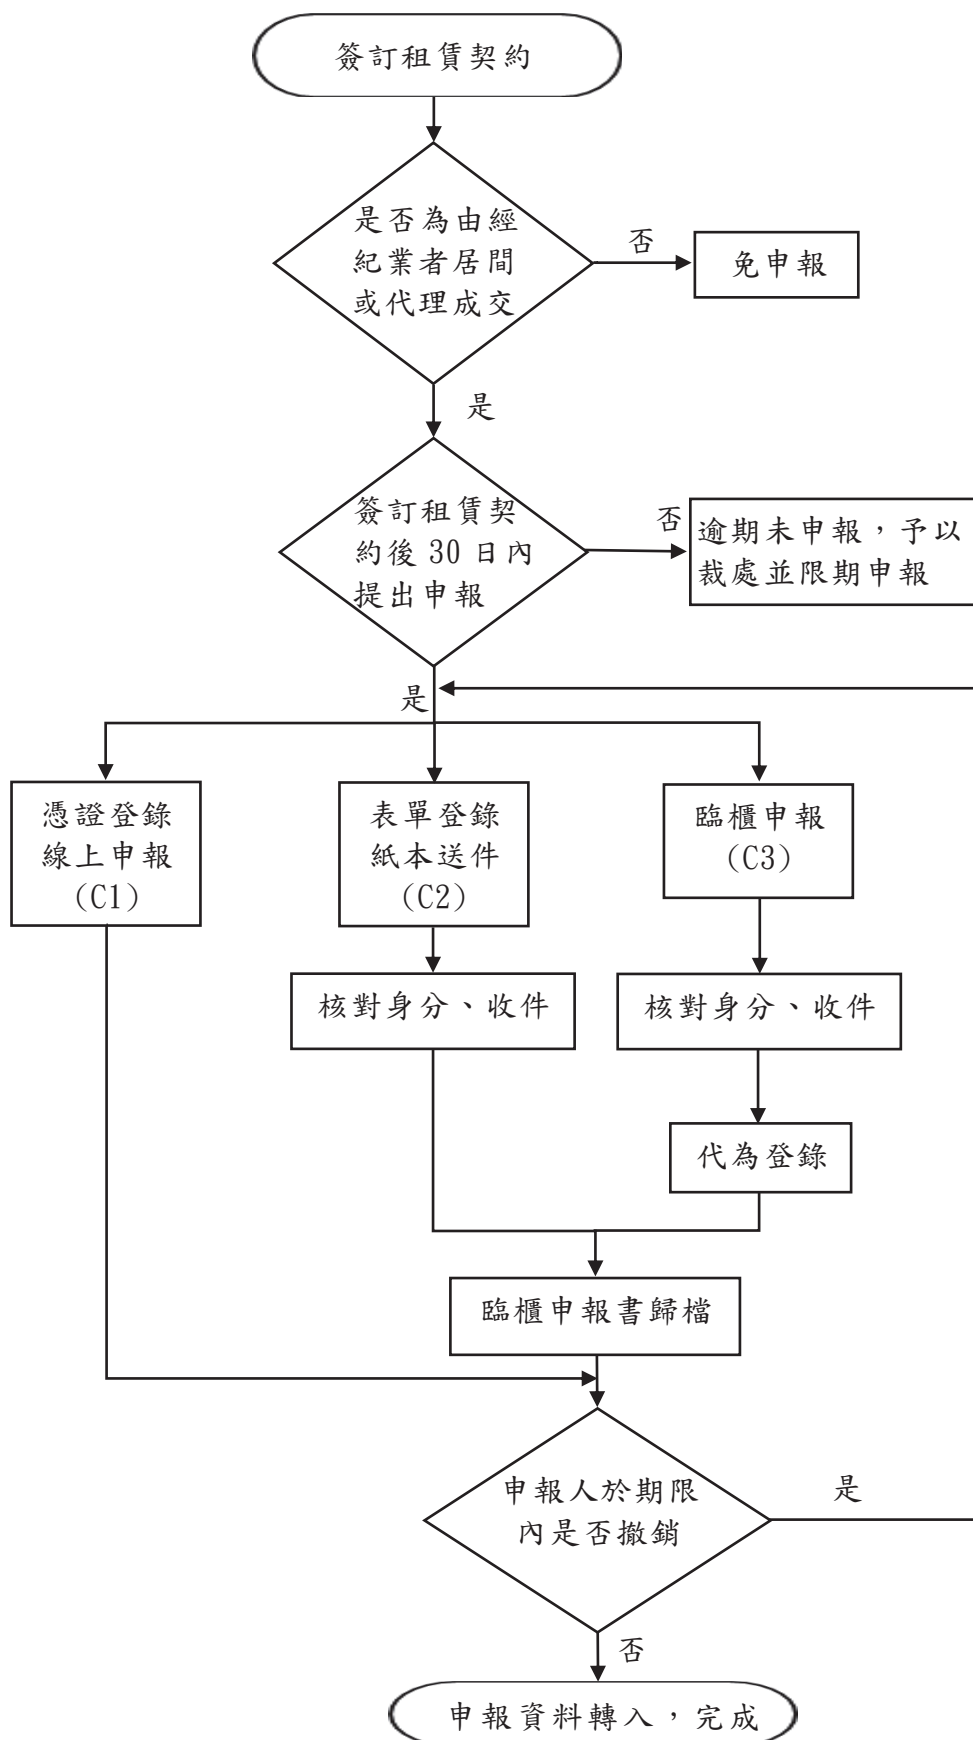 簽訂租賃契約
是否為由經
紀業者居間
或代理成交
否
免申報
是
簽訂租賃契
約後 30 日內
提出申報
否
逾期未申報，予以
裁處並限期申報
是
憑證登錄
線上申報
(C1)
表單登錄
紙本送件
(C2)
臨櫃申報
(C3)
核對身分、收件
核對身分、收件
代為登錄
臨櫃申報書歸檔
申報人於期限
內是否撤銷
是
否
申報資料轉入，完成